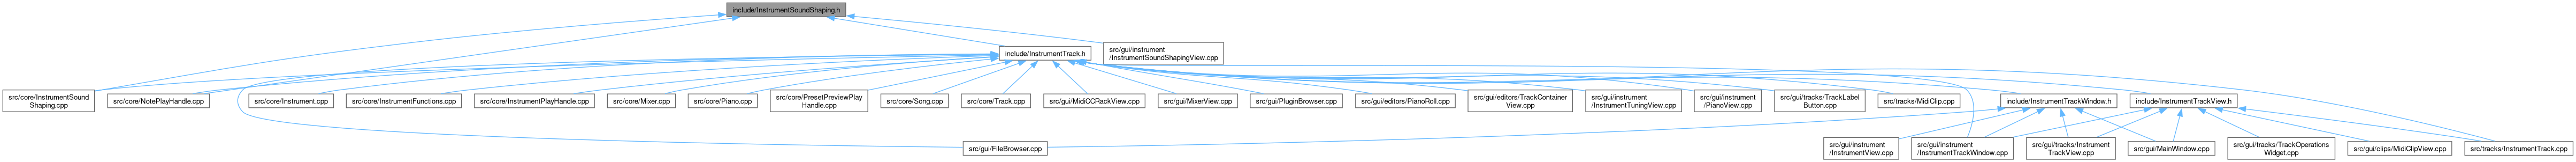 include/InstrumentSoundShaping.h
include/InstrumentTrack.h
src/gui/instrument
/InstrumentSoundShapingView.cpp
src/core/InstrumentSound
Shaping.cpp
src/core/NotePlayHandle.cpp
src/core/Instrument.cpp
src/core/InstrumentFunctions.cpp
src/core/InstrumentPlayHandle.cpp
src/core/Mixer.cpp
src/core/Piano.cpp
src/core/PresetPreviewPlay
Handle.cpp
src/core/Song.cpp
src/core/Track.cpp
src/gui/MidiCCRackView.cpp
src/gui/MixerView.cpp
src/gui/PluginBrowser.cpp
src/gui/editors/PianoRoll.cpp
src/gui/editors/TrackContainer
View.cpp
src/gui/instrument
/InstrumentTuningView.cpp
src/gui/instrument
/PianoView.cpp
src/gui/tracks/TrackLabel
Button.cpp
src/tracks/MidiClip.cpp
include/InstrumentTrackWindow.h
include/InstrumentTrackView.h
src/gui/FileBrowser.cpp
src/gui/instrument
/InstrumentView.cpp
src/gui/instrument
/InstrumentTrackWindow.cpp
src/gui/tracks/Instrument
TrackView.cpp
src/gui/MainWindow.cpp
src/gui/tracks/TrackOperations
Widget.cpp
src/gui/clips/MidiClipView.cpp
src/tracks/InstrumentTrack.cpp